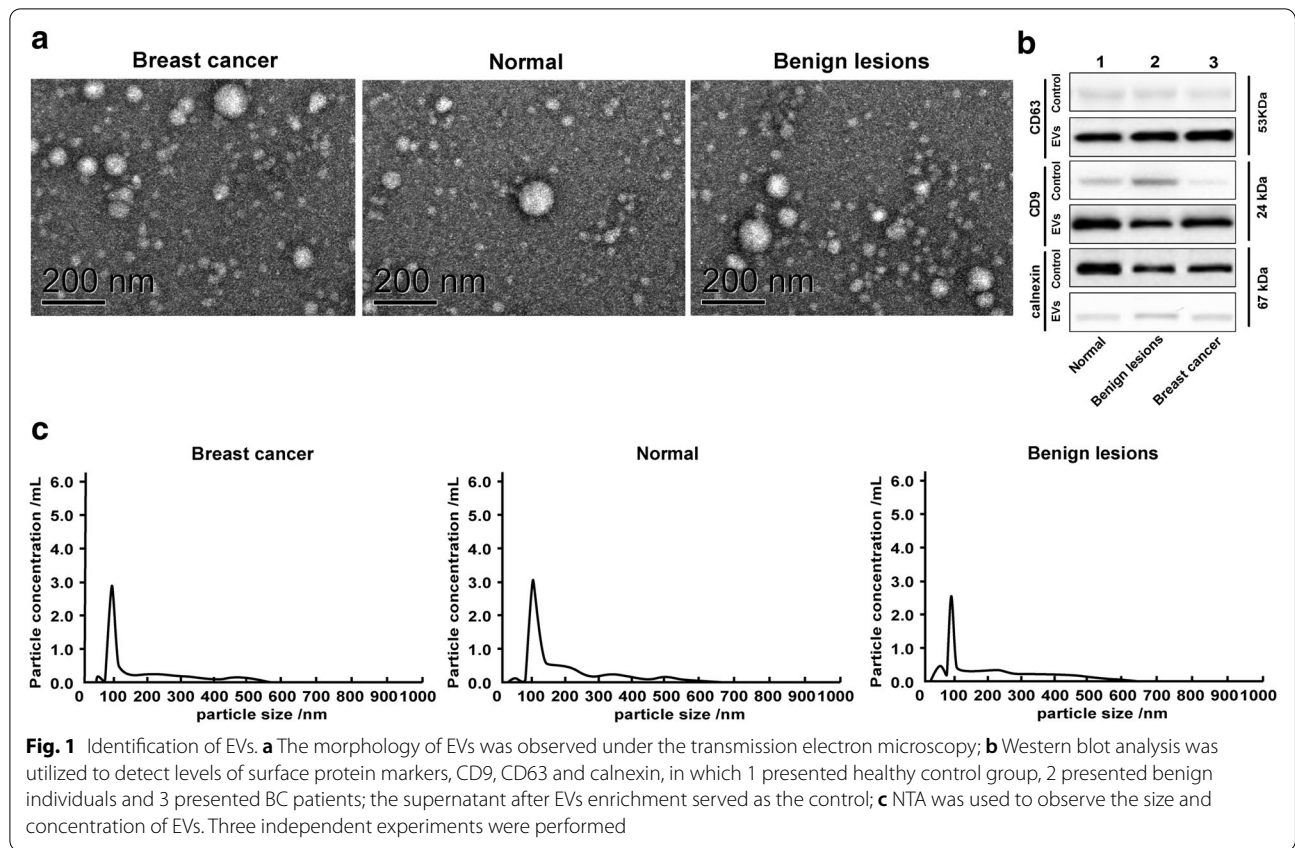 a
Breast cancer
Normal
Benign lesions
200 nm
200 nm
200 nm
b
1 2 3
CD63
Control
EVs
53KDa
CD9
Control
EVs
24 kDa
calnexin
Control
EVs
67 kDa
Normal
Benign lesions
Breast cancer
c
Breast cancer
Particle concentration /mL
6.0
5.0
4.0
3.0
2.0
1.0
0.0
0 100 200 300 400 500 600 700 800 900 1000
particle size /nm
Normal
Particle concentration /mL
6.0
5.0
4.0
3.0
2.0
1.0
0.0
0 100 200 300 400 500 600 700 800 900 1000
particle size /nm
Benign lesions
Particle concentration /mL
6.0
5.0
4.0
3.0
2.0
1.0
0.0
0 100 200 300 400 500 600 700 800 900 1000
particle size /nm
Fig. 1 Identification of EVs. a The morphology of EVs was observed under the transmission electron microscopy; b Western blot analysis was
utilized to detect levels of surface protein markers, CD9, CD63 and calnexin, in which 1 presented healthy control group, 2 presented benign
individuals and 3 presented BC patients; the supernatant after EVs enrichment served as the control; c NTA was used to observe the size and
concentration of EVs. Three independent experiments were performed